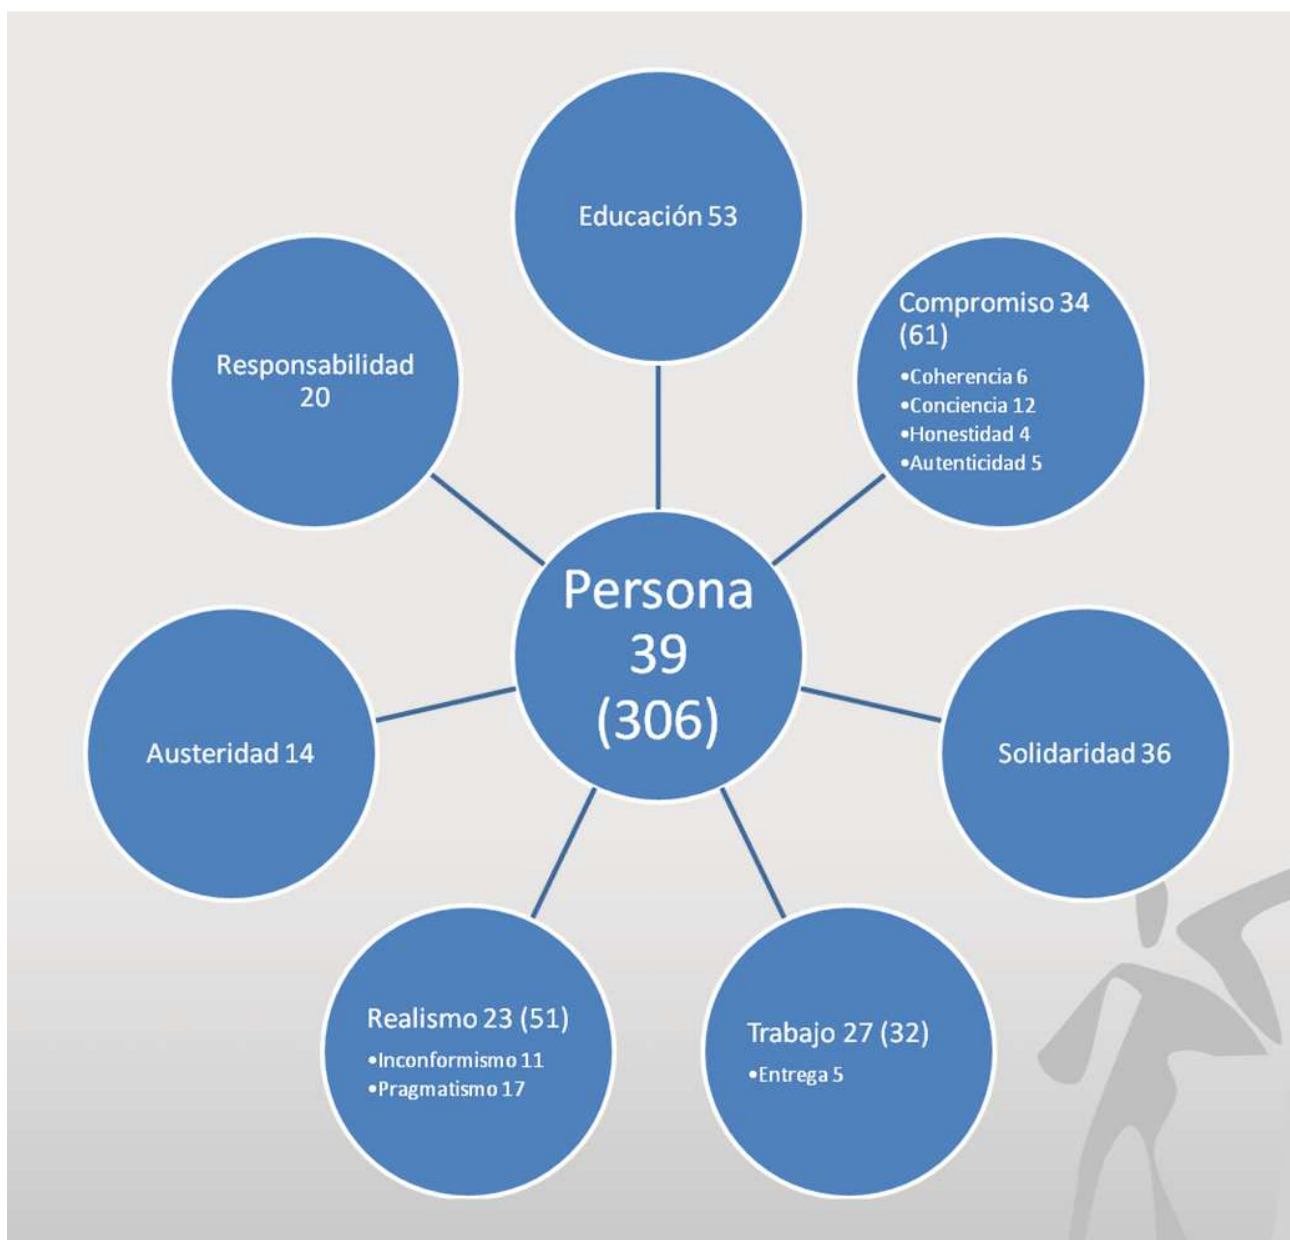 Educación 53
Compromiso 34
(61)
•Coherencia 6
•Conciencia 12
•Honestidad 4
•Autenticidad 5
Responsabilidad
20
Persona
39
(306)
Austeridad 14
Solidaridad 36
Realismo 23 (51)
•Inconformismo 11
•Pragmatismo 17
Trabajo 27 (32)
•Entrega 5